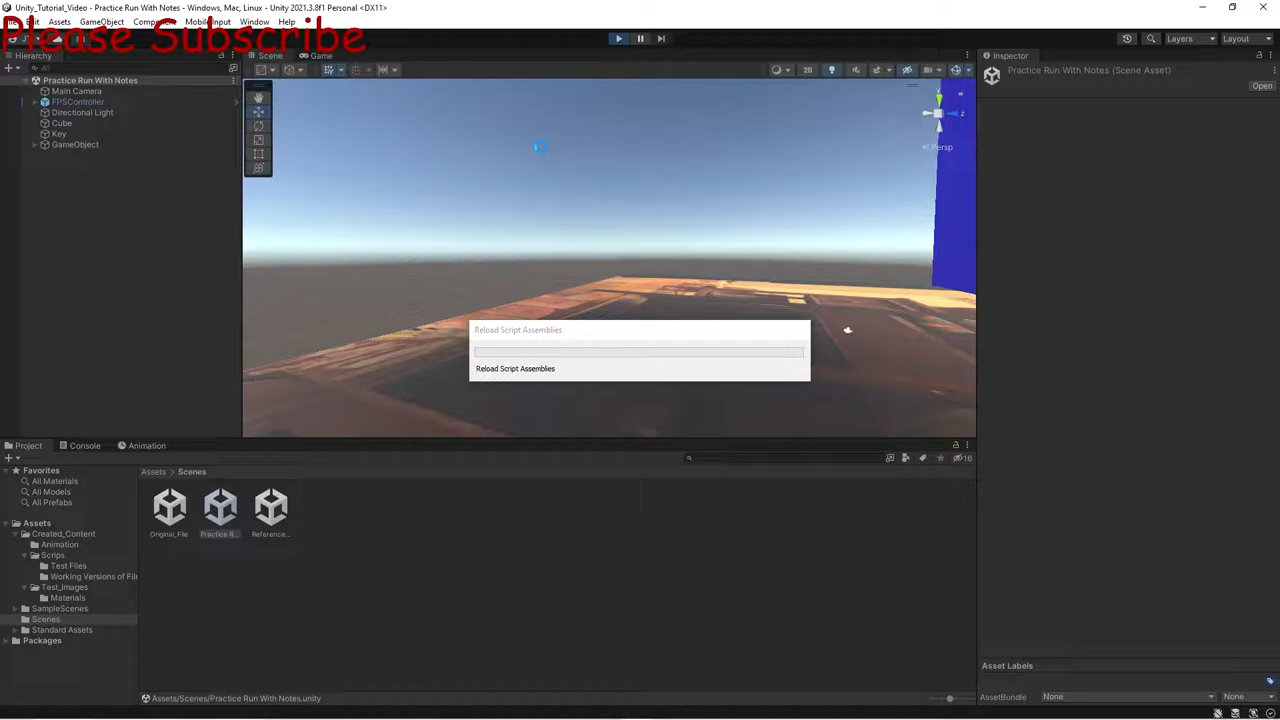 Unity_Tutorial_Video - Practice Run With Notes - Windows, Mac, Linux - Unity 2021.3.8f1 Personal <DX11>
Assets GameObject Component MobileInput Window Help
Please Subscribe
Layers Layout
Hierarchy
Scene Game
Inspector
All
2D
Practice Run With Notes
Main Camera
FPSController
Directional Light
Cube
Key
GameObject
y
z
Persp
Practice Run With Notes (Scene Asset)
Open
Reload Script Assemblies
Reload Script Assemblies
Project Console Animation
16
Favorites
All Materials
All Models
All Prefabs
Assets
Created_Content
Animation
Scrips
Test Files
Working Versions of File
Test_Images
Materials
SampleScenes
Scenes
Standard Assets
Packages
Assets > Scenes
Original_File
Practice R...
Reference...
Assets/Scenes/Practice Run With Notes.unity
Asset Labels
AssetBundle None None